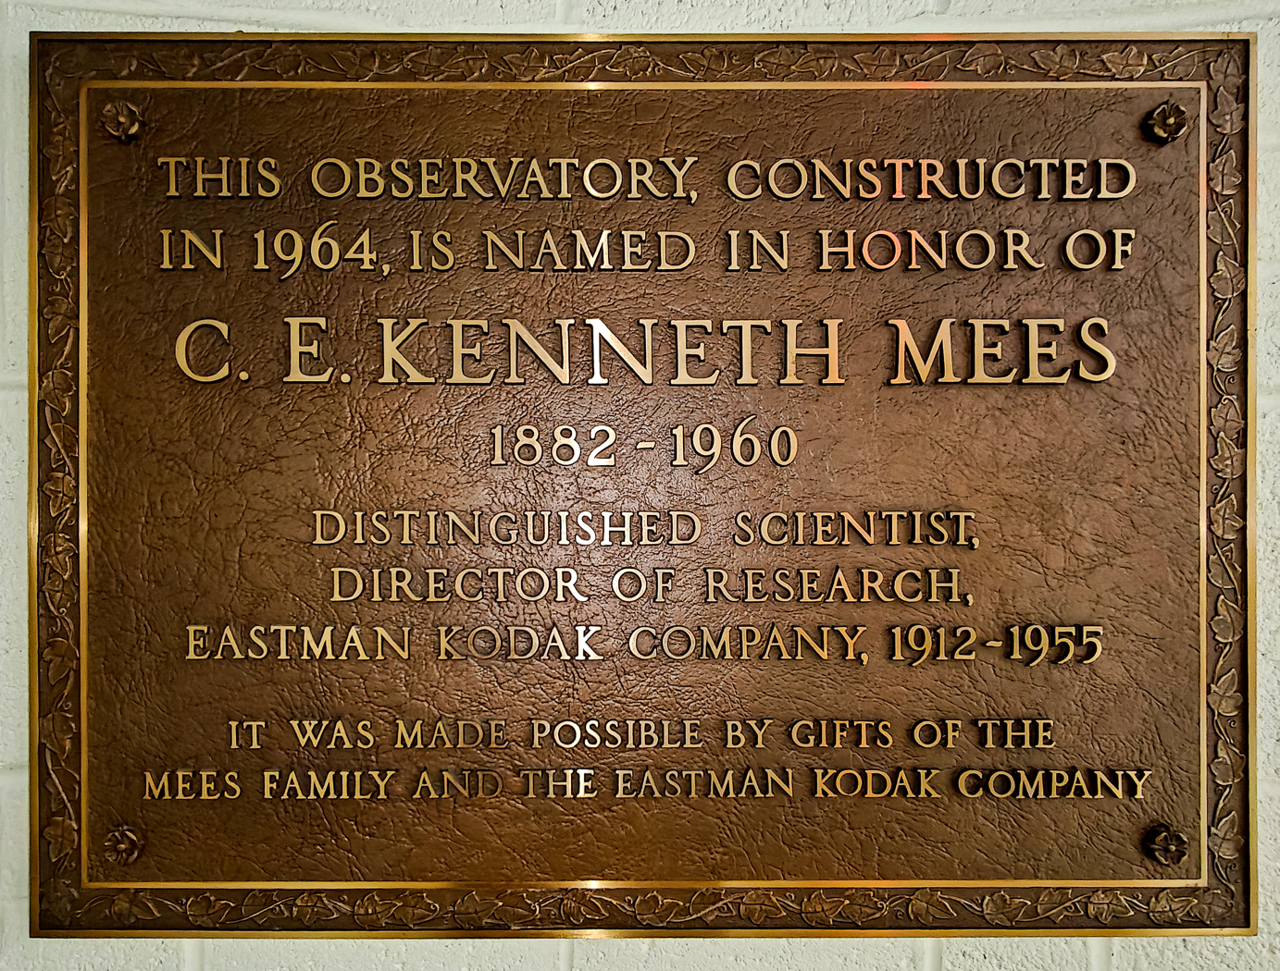 THIS OBSERVATORY, CONSTRUCTED
IN 1964, IS NAMED IN HONOR OF
C. E. KENNETH MEES
1882-1960
DISTINGUISHED SCIENTIST,
DIRECTOR OF RESEARCH,
EASTMAN KODAK COMPANY, 1912-1955
IT WAS MADE POSSIBLE BY GIFTS OF THE
MEES FAMILY AND THE EASTMAN KODAK COMPANY